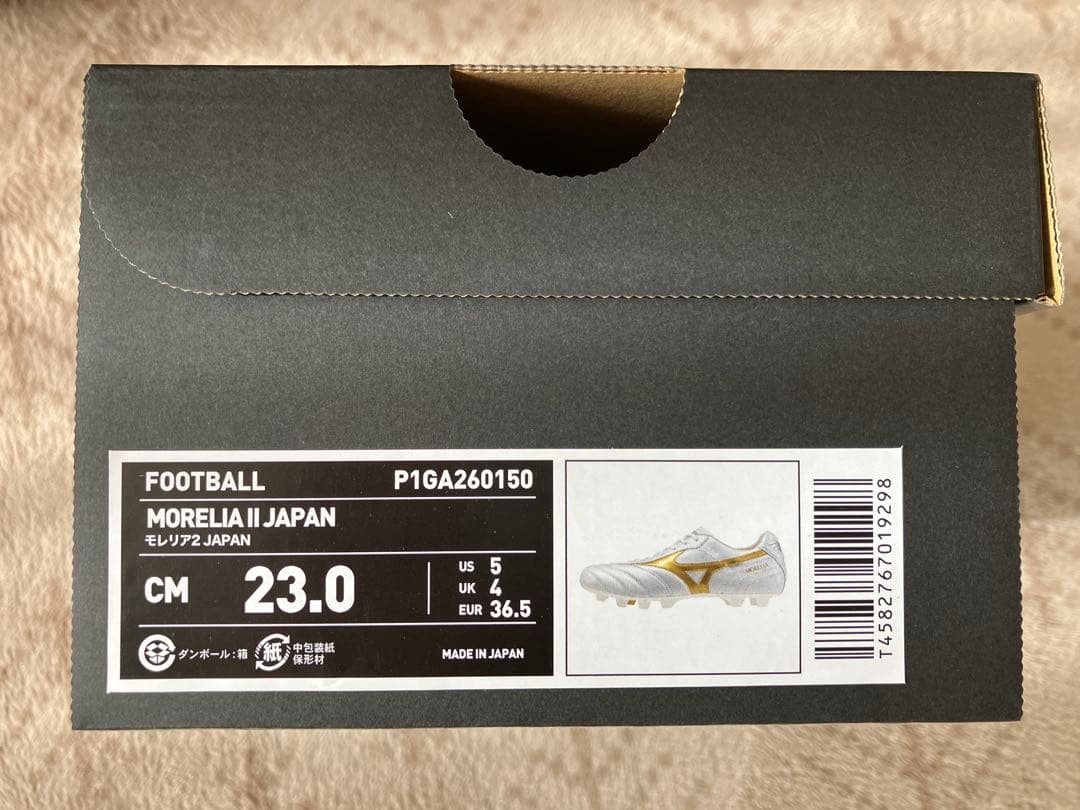 FOOTBALL P1GA260150
MORELIA II JAPAN
モレリア2 JAPAN
CM 23.0
US 5
UK 4
EUR 36.5
ダンボール:箱
紙
中包装紙
保形材
MADE IN JAPAN
MORELIA
T4582767019298